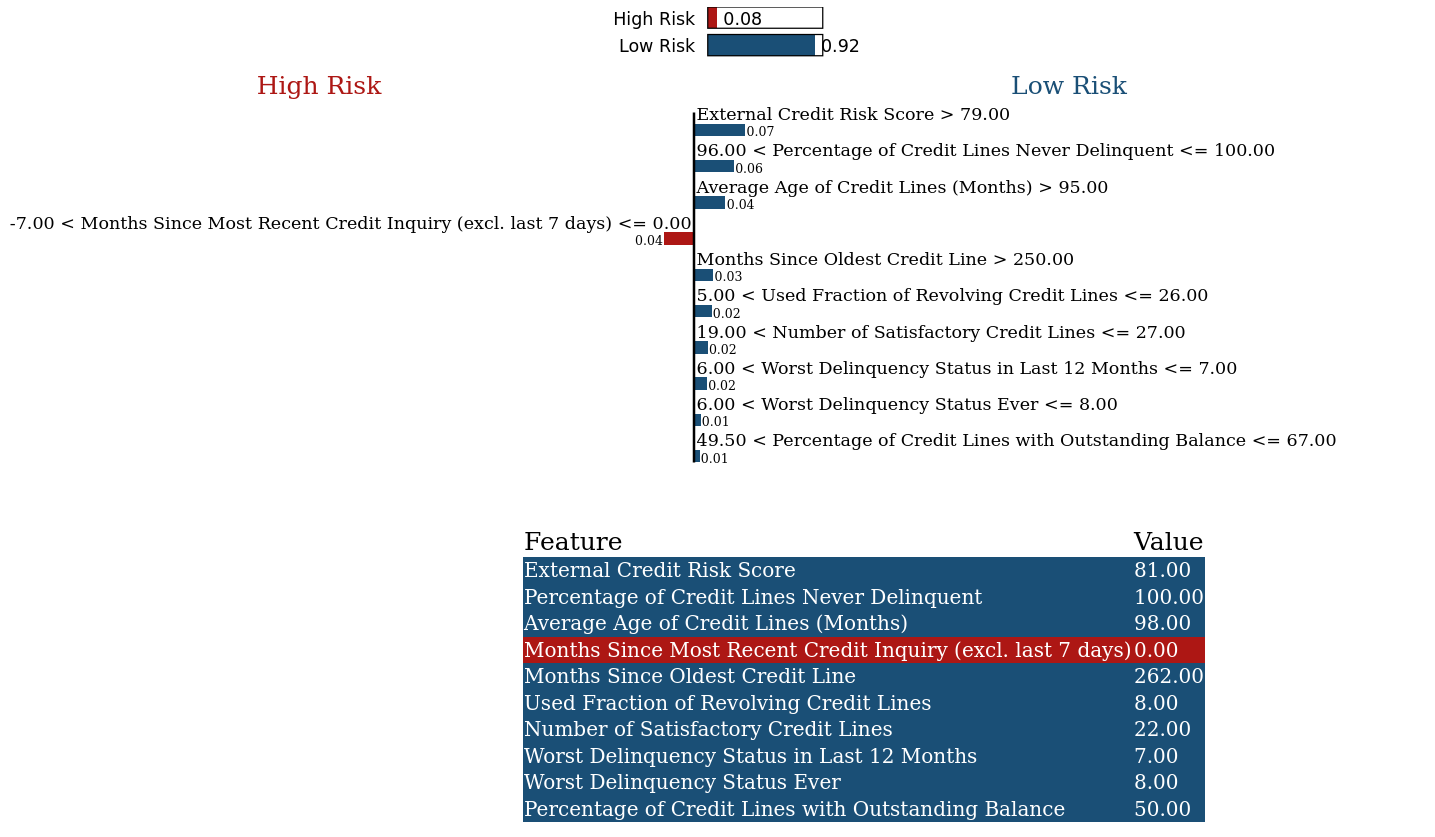 High Risk 0.08
Low Risk 0.92
High Risk Low Risk
External Credit Risk Score > 79.00
0.07
96.00 < Percentage of Credit Lines Never Delinquent <= 100.00
0.06
Average Age of Credit Lines (Months) > 95.00
0.04
-7.00 < Months Since Most Recent Credit Inquiry (excl. last 7 days) <= 0.00
0.04
Months Since Oldest Credit Line > 250.00
0.03
5.00 < Used Fraction of Revolving Credit Lines <= 26.00
0.02
19.00 < Number of Satisfactory Credit Lines <= 27.00
0.02
6.00 < Worst Delinquency Status in Last 12 Months <= 7.00
0.02
6.00 < Worst Delinquency Status Ever <= 8.00
0.01
49.50 < Percentage of Credit Lines with Outstanding Balance <= 67.00
0.01
Feature Value
External Credit Risk Score 81.00
Percentage of Credit Lines Never Delinquent 100.00
Average Age of Credit Lines (Months) 98.00
Months Since Most Recent Credit Inquiry (excl. last 7 days) 0.00
Months Since Oldest Credit Line 262.00
Used Fraction of Revolving Credit Lines 8.00
Number of Satisfactory Credit Lines 22.00
Worst Delinquency Status in Last 12 Months 7.00
Worst Delinquency Status Ever 8.00
Percentage of Credit Lines with Outstanding Balance 50.00